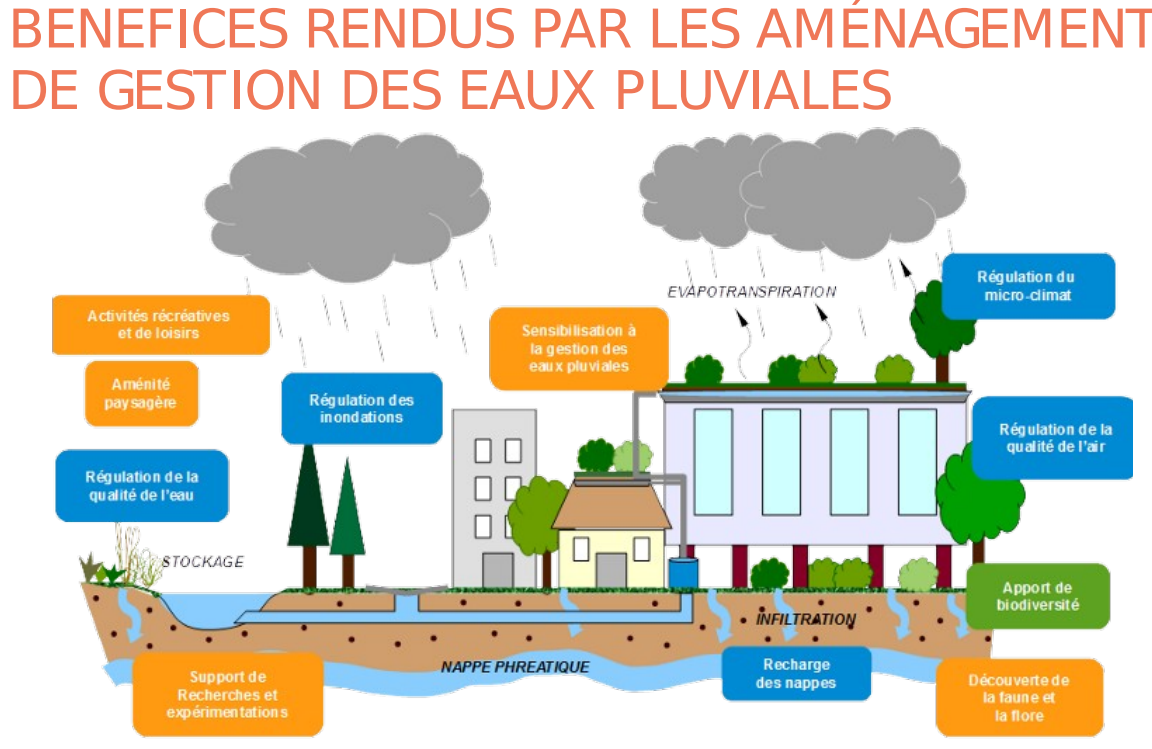 BENEFICES RENDUS PAR LES AMÉNAGEMENT
DE GESTION DES EAUX PLUVIALES
EVAPOTRANSPIRATION
Régulation du
micro-climat
Activités récréatives
et de loisirs
Sensibilisation à
la gestion des
eaux pluviales
Aménité
paysagère
Régulation des
inondations
Régulation de la
qualité de l'air
Régulation de la
qualité de l'eau
STOCKAGE
Apport de
biodiversité
INFILTRATION
NAPPE PHREATIQUE
Recharge
des nappes
Support de
Recherches et
expérimentations
Découverte de
la faune et
la flore